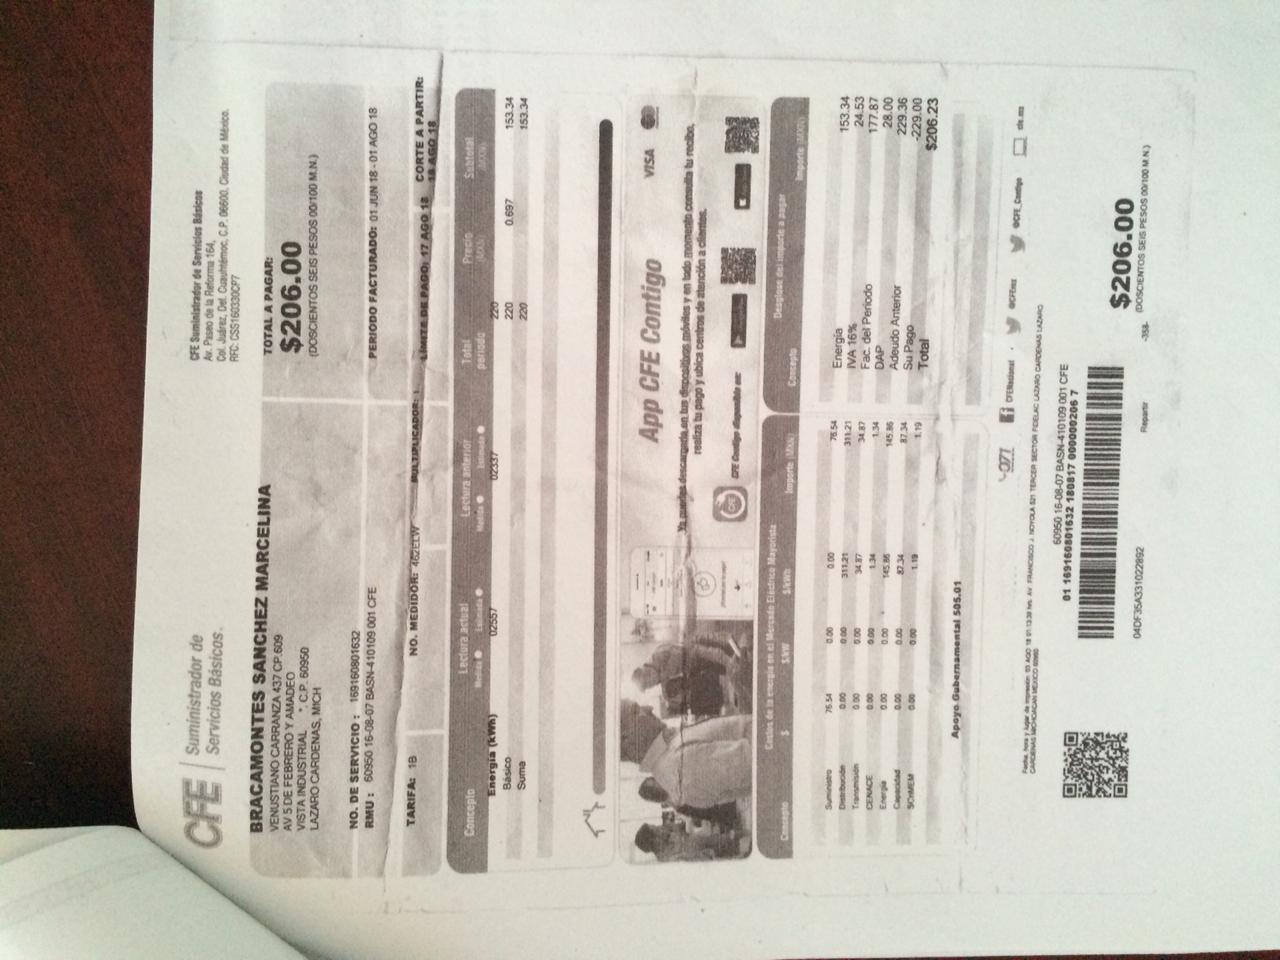 CFE
Suministrador de
Servicios Básicos.
CFE Suministrador de Servicios Básicos
Av. Paseo de la Reforma 164,
Col. Juárez, Del. Cuauhtémoc, C.P. 06600, Ciudad de México.
RFC: CSS160330CP7
BRACAMONTES SANCHEZ MARCELINA
VENUSTIANO CARRANZA 437 CP.609
AV 5 DE FEBRERO Y AMADEO
VISTA INDUSTRIAL *. C.P. 60950
LAZARO CARDENAS, MICH
TOTAL A PAGAR:
$206.00
(DOSCIENTOS SEIS PESOS 00/100 M.N.)
NO. DE SERVICIO : 169160801632
RMU : 60950 16-08-07 BASN-410109 001 CFE
PERIODO FACTURADO: 01 JUN 18 - 01 AGO 18
TARIFA: 1B NO. MEDIDOR: 462ELW MULTIPLICADOR: 1 LIMITE DE PAGO: 17 AGO 18 CORTE A PARTIR:
18 AGO 18
Concepto Lectura actual Lectura anterior Total Precio Subtotal
Medida Estimada Medida Estimada periodo (MXN) (MXN)
Energía (kWh) 02557 02337 220
Básico 220 0.697 153.34
Suma 220 153.34
App CFE Contigo
VISA
Ya puedes descargarla en tus dispositivos móviles y en todo momento consulta tu recibo,
realiza tu pago y ubica centros de atención a clientes.
CFE
CFE Contigo disponible en:
Costos de la energía en el Mercado Eléctrico Mayorista
Concepto $ $/kW $/kWh Importe (MXN)
Suministro 76.54 0.00 0.00 76.54
Distribución 0.00 0.00 311.21 311.21
Transmisión 0.00 0.00 34.87 34.87
CENACE 0.00 0.00 1.34 1.34
Energía 0.00 0.00 145.86 145.86
Capacidad 0.00 0.00 87.34 87.34
SCnMEM 0.00 0.00 1.19 1.19
Apoyo Gubernamental 505.01
Desglose del importe a pagar
Concepto Importe (MXN)
Energía 153.34
IVA 16% 24.53
Fac. del Periodo 177.87
DAP 28.00
Adeudo Anterior 229.36
Su Pago -229.00
Total $206.23
071 CFENacional @CFEmx @CFE_Contigo cfe.mx
Fecha, hora y lugar de impresión: 03 AGO 18 01:13:39 hrs. AV. FRANCISCO J. NOYOLA 521 TERCER SECTOR FIDELAC LAZARO CARDENAS LAZARO
CARDENAS MICHOACAN MEXICO 60950
60950 16-08-07 BASN-410109 001 CFE
01 169160801632 180817 000000206 7
04DF35A331022892
Repartir -358-
$206.00
(DOSCIENTOS SEIS PESOS 00/100 M.N.)